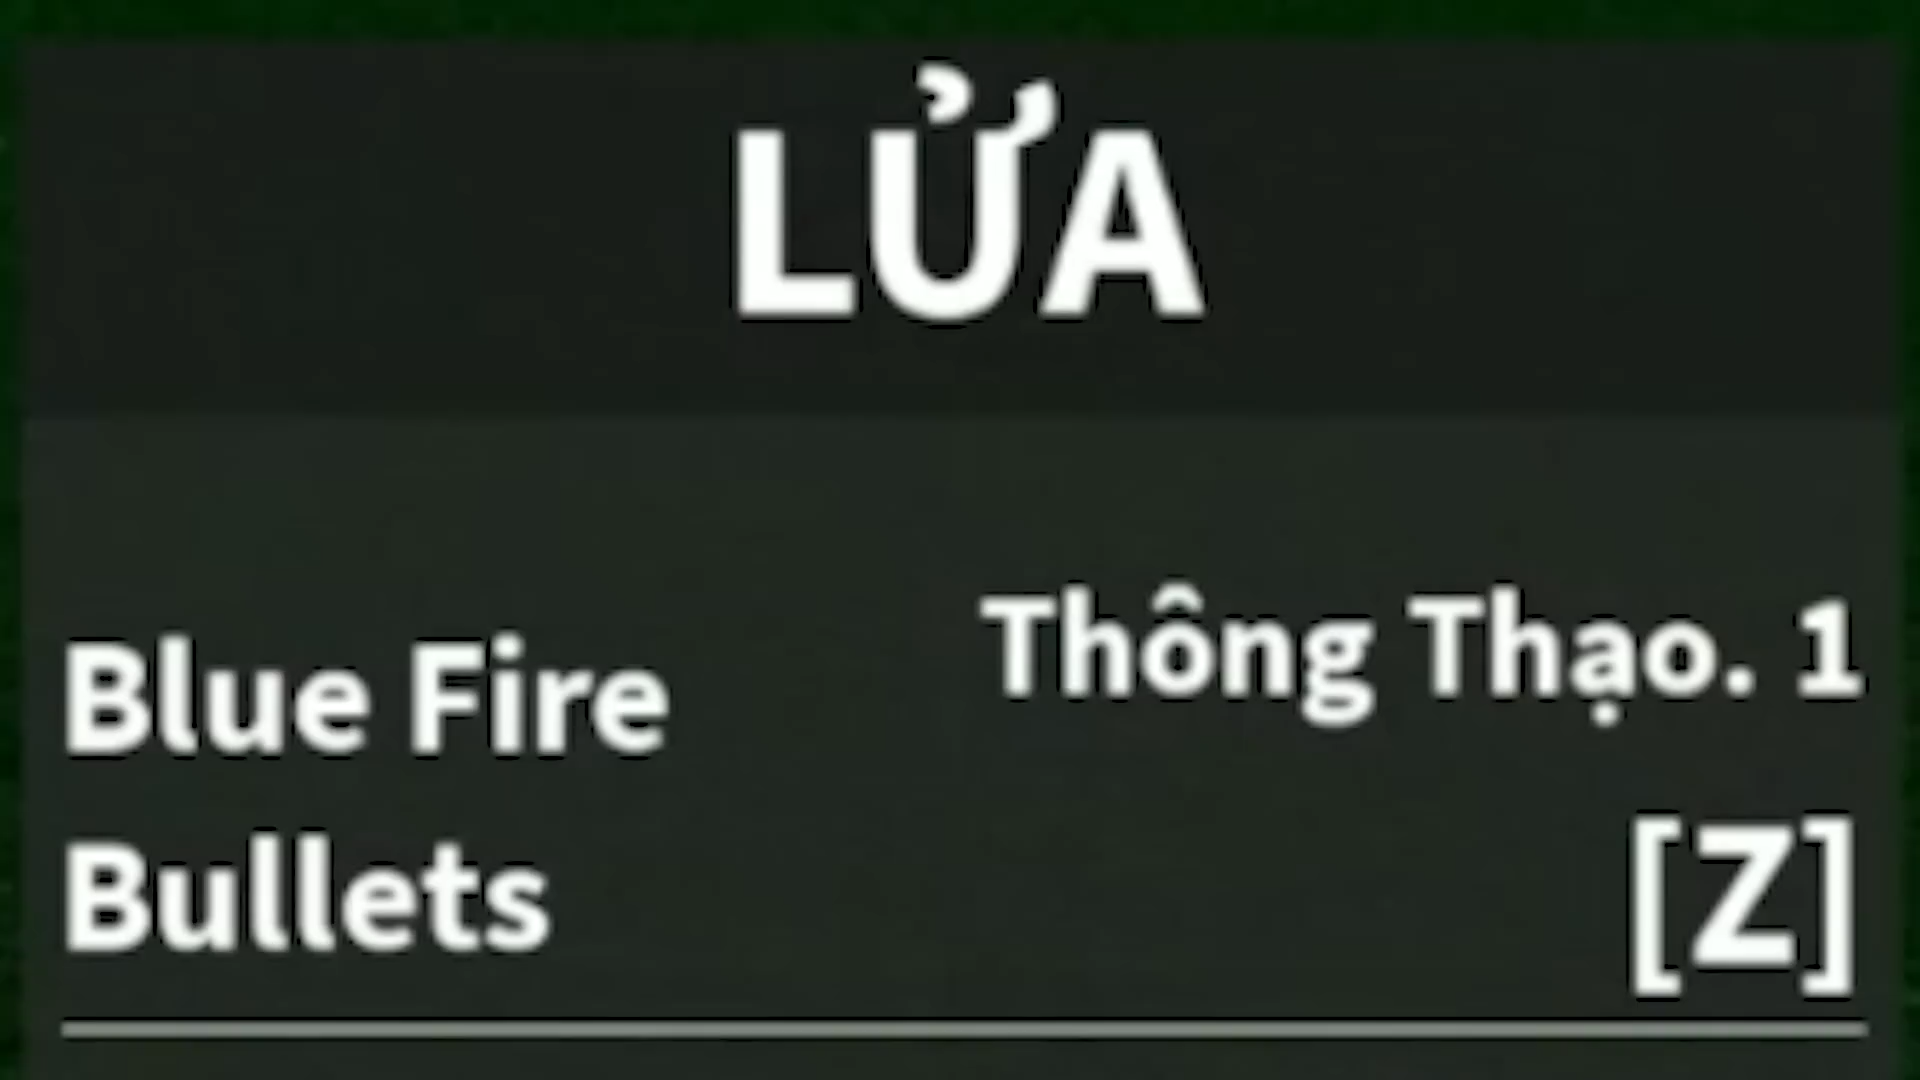 LỬA
Thông Thạo. 1
Blue Fire
Bullets
[Z]